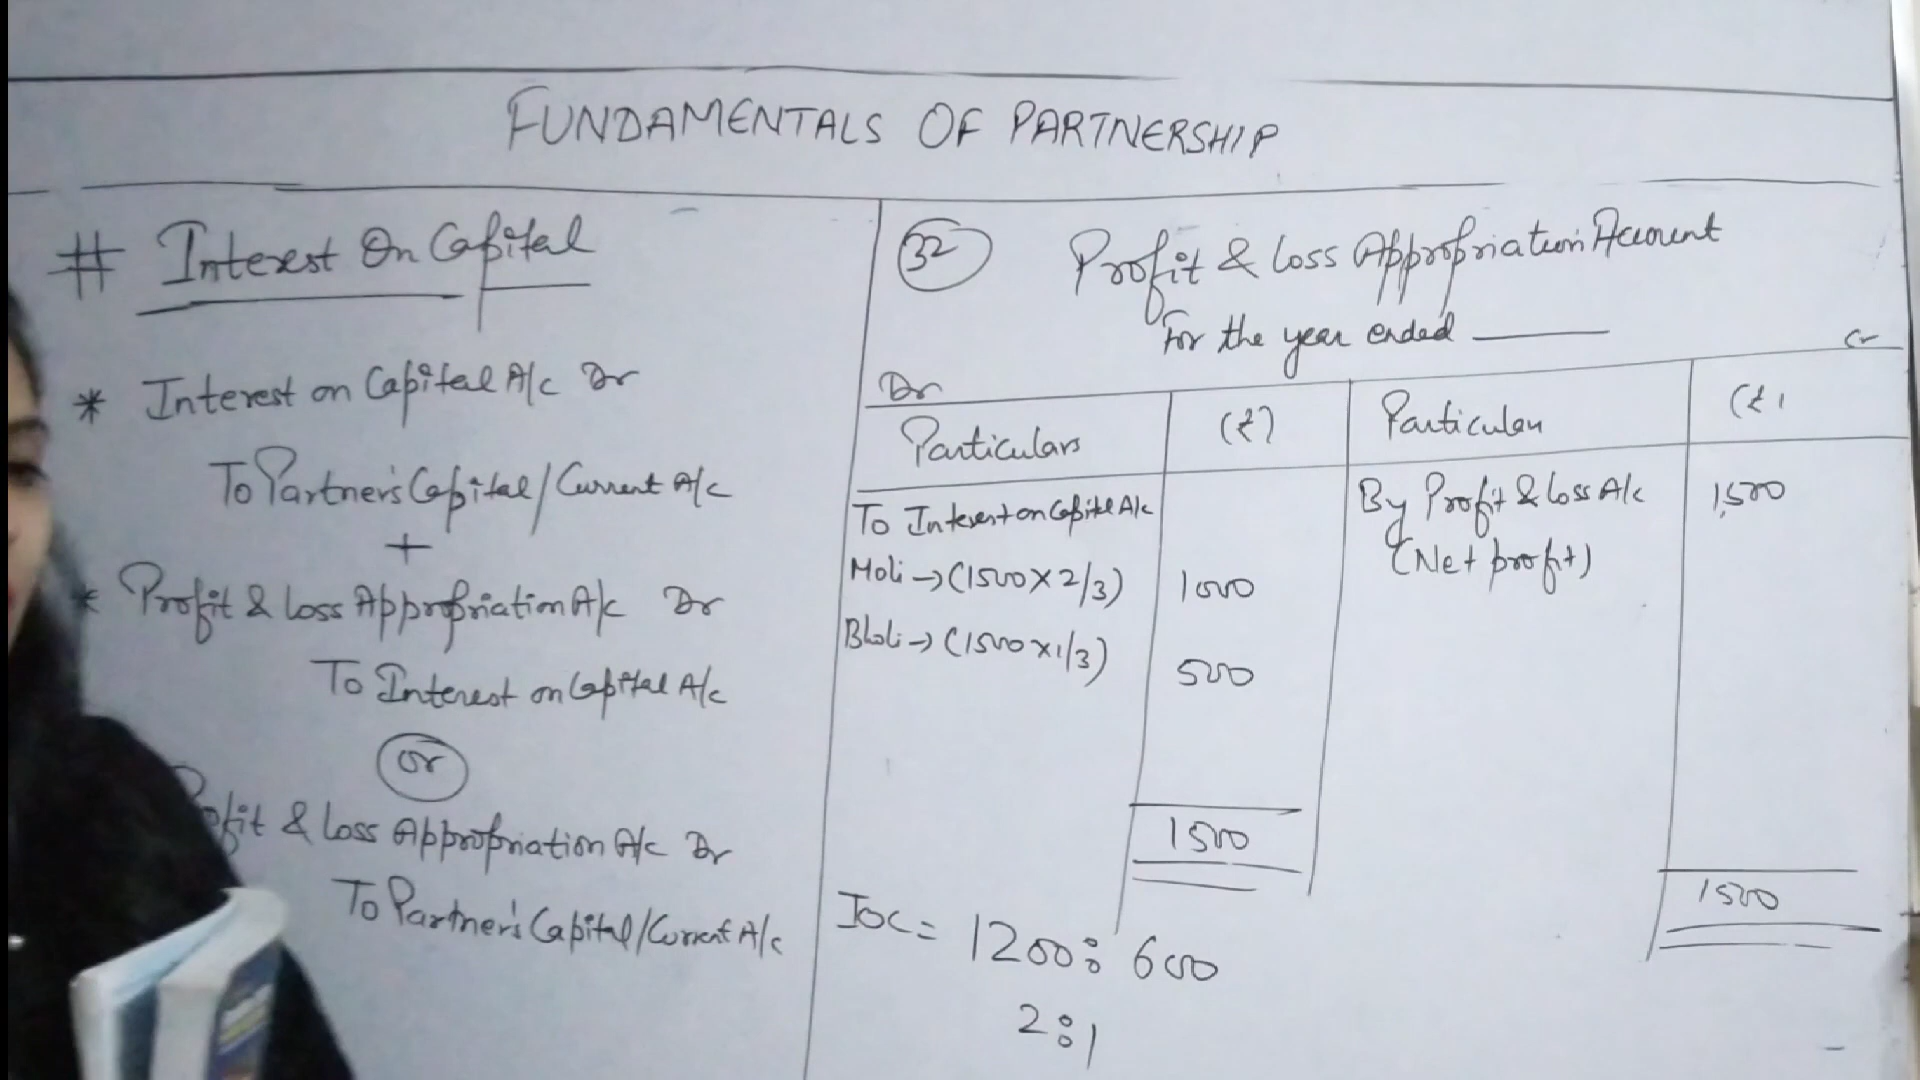 FUNDAMENTALS OF PARTNERSHIP
# Interest On Capital
* Interest on Capital A/c Dr
To Partner's Capital/Current A/c
+
* Profit & Loss Appropriation A/c Dr
To Interest on Capital A/c
or
Profit & Loss Appropriation A/c Dr
To Partner's Capital/Current A/c
32 Profit & Loss Appropriation Account
For the year ended
Dr Cr
Particulars (₹) Particulars (₹)
To Interest on Capital A/c By Profit & Loss A/c 1,500
(Net profit)
Moli → (1500 × 2/3) 1000
Bholi → (1500 × 1/3) 500
1500 1500
IOC = 1200 : 600
2 : 1